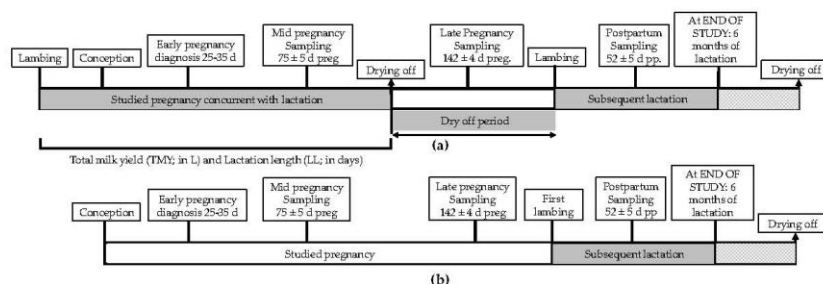 At END OF
STUDY: 6
months of
lactation
Mid pregnancy
Sampling
75 ± 5 d preg
Late Pregnancy
Sampling
142 ± 4 d preg.
Postpartum
Sampling
52 ± 5 d pp.
Early pregnancy
diagnosis 25-35 d
Lambing
Conception
Drying off
Lambing
Drying off
Studied pregnancy concurrent with lactation
Subsequent lactation
Dry off period
(a)
Total milk yield (TMY; in L) and Lactation length (LL; in days)
At END OF
STUDY: 6
months of
lactation
Conception
Early pregnancy
diagnosis 25-35 d
Mid pregnancy
Sampling
75 ± 5 d preg
Late pregnancy
Sampling
142 ± 4 d preg
First
lambing
Postpartum
Sampling
52 ± 5 d pp
Drying off
Studied pregnancy
Subsequent lactation
(b)